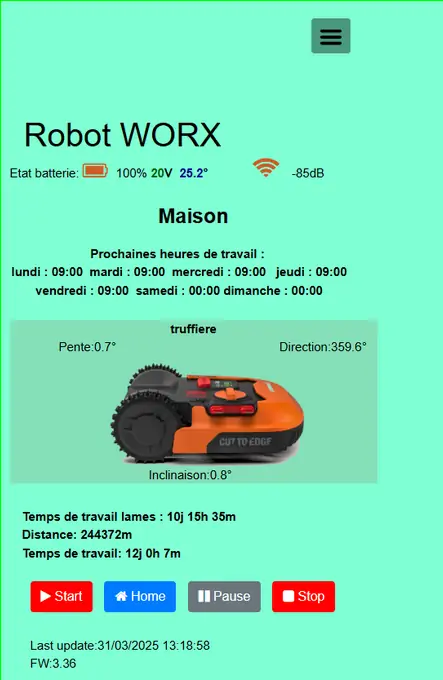 Robot WORX
Etat batterie: 100% 20V 25.2° -85dB
Maison
Prochaines heures de travail :
lundi : 09:00 mardi : 09:00 mercredi : 09:00 jeudi : 09:00
vendredi : 09:00 samedi : 00:00 dimanche : 00:00
truffiere
Pente:0.7° Direction:359.6°
CUT TO EDGE
Inclinaison:0.8°
Temps de travail lames : 10j 15h 35m
Distance: 244372m
Temps de travail: 12j 0h 7m
Start Home Pause Stop
Last update:31/03/2025 13:18:58
FW:3.36